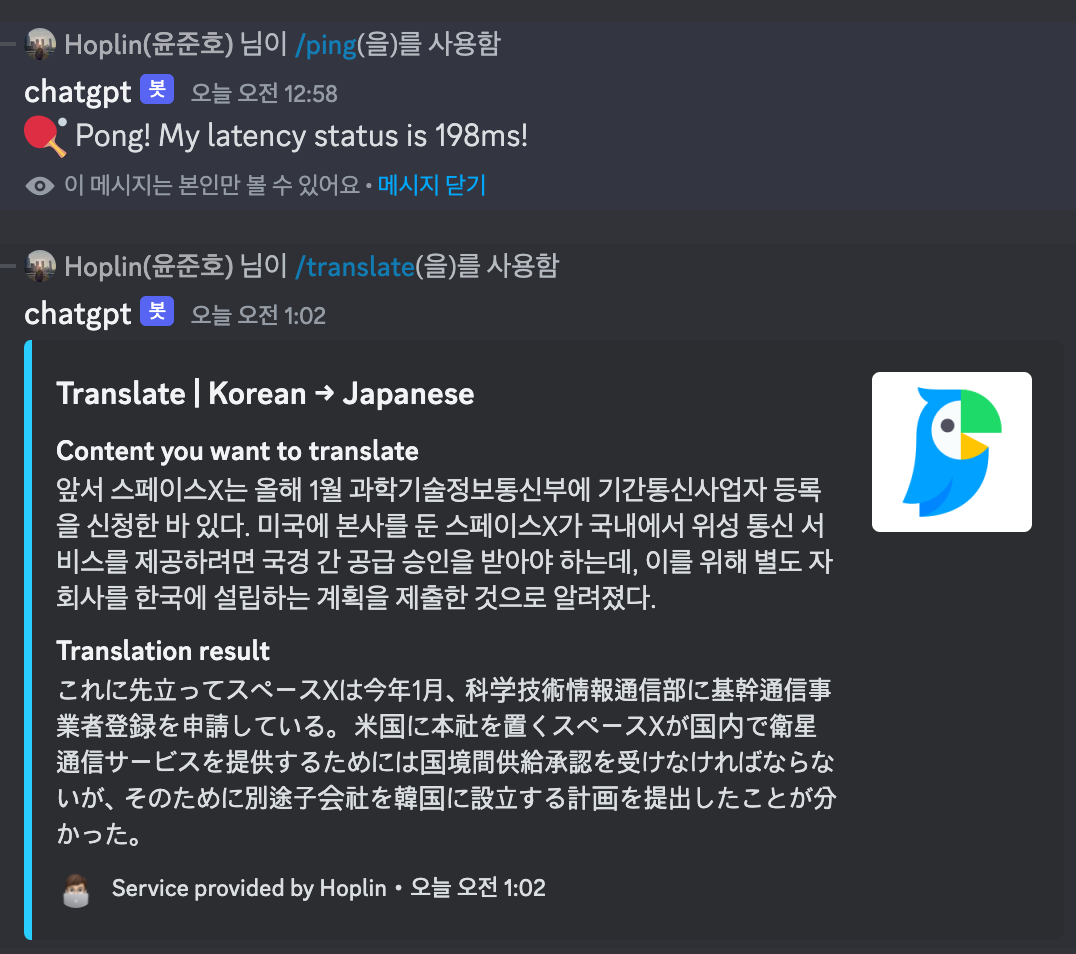 Hoplin(윤준호) 님이 /ping(을)를 사용함
chatgpt 봇 오늘 오전 12:58
Pong! My latency status is 198ms!
이 메시지는 본인만 볼 수 있어요 • 메시지 닫기
Hoplin(윤준호) 님이 /translate(을)를 사용함
chatgpt 봇 오늘 오전 1:02
Translate | Korean → Japanese
Content you want to translate
앞서 스페이스X는 올해 1월 과학기술정보통신부에 기간통신사업자 등록
을 신청한 바 있다. 미국에 본사를 둔 스페이스X가 국내에서 위성 통신 서
비스를 제공하려면 국경 간 공급 승인을 받아야 하는데, 이를 위해 별도 자
회사를 한국에 설립하는 계획을 제출한 것으로 알려졌다.
Translation result
これに先立ってスペースXは今年1月、科学技術情報通信部に基幹通信事
業者登録を申請している。米国に本社を置くスペースXが国内で衛星
通信サービスを提供するためには国境間供給承認を受けなければならな
いが、そのために別途子会社を韓国に設立する計画を提出したことが分
かった。
Service provided by Hoplin • 오늘 오전 1:02